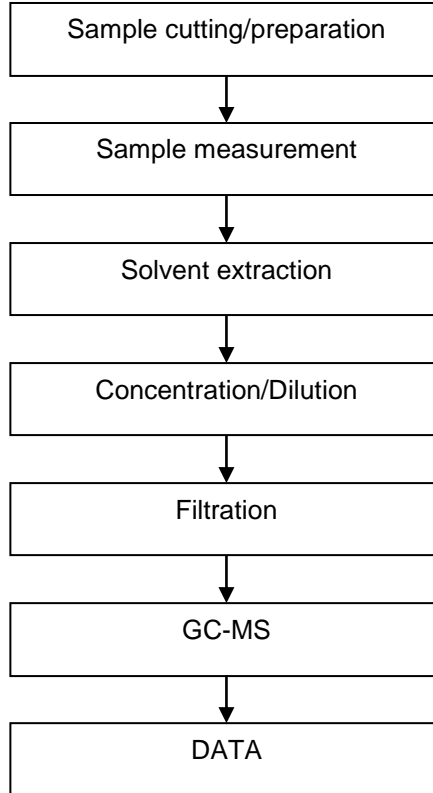 Sample cutting/preparation
Sample measurement
Solvent extraction
Concentration/Dilution
Filtration
GC-MS
DATA